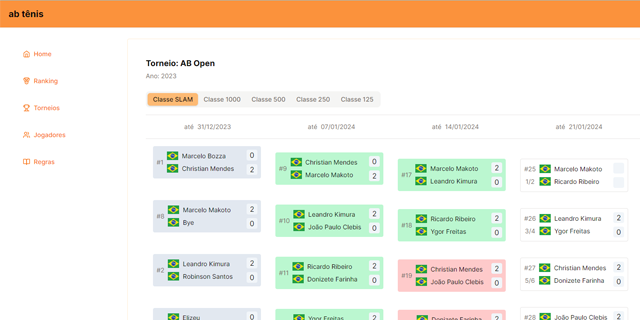 ab tênis
Home
Ranking
Torneios
Jogadores
Regras
Torneio: AB Open
Ano: 2023
Classe SLAM Classe 1000 Classe 500 Classe 250 Classe 125
até 31/12/2023 até 07/01/2024 até 14/01/2024 até 21/01/2024
#1
Marcelo Bozza 0
Christian Mendes 2
#8
Marcelo Makoto 2
Bye 0
#2
Leandro Kimura 2
Robinson Santos 0
Elizeu 0
#9
Christian Mendes 0
Marcelo Makoto 2
#10
Leandro Kimura 2
João Paulo Clebis 0
#11
Ricardo Ribeiro 2
Donizete Farinha 0
Ygor Freitas 2
#17
Marcelo Makoto 2
Leandro Kimura 0
#18
Ricardo Ribeiro 2
Ygor Freitas 0
#19
Christian Mendes 2
João Paulo Clebis 0
Donizete Farinha 2
#25 Marcelo Makoto
1/2 Ricardo Ribeiro
#26 Leandro Kimura 2
3/4 Ygor Freitas 0
#27 Christian Mendes 2
5/6 Donizete Farinha 0
#28 João Paulo Clebis 2